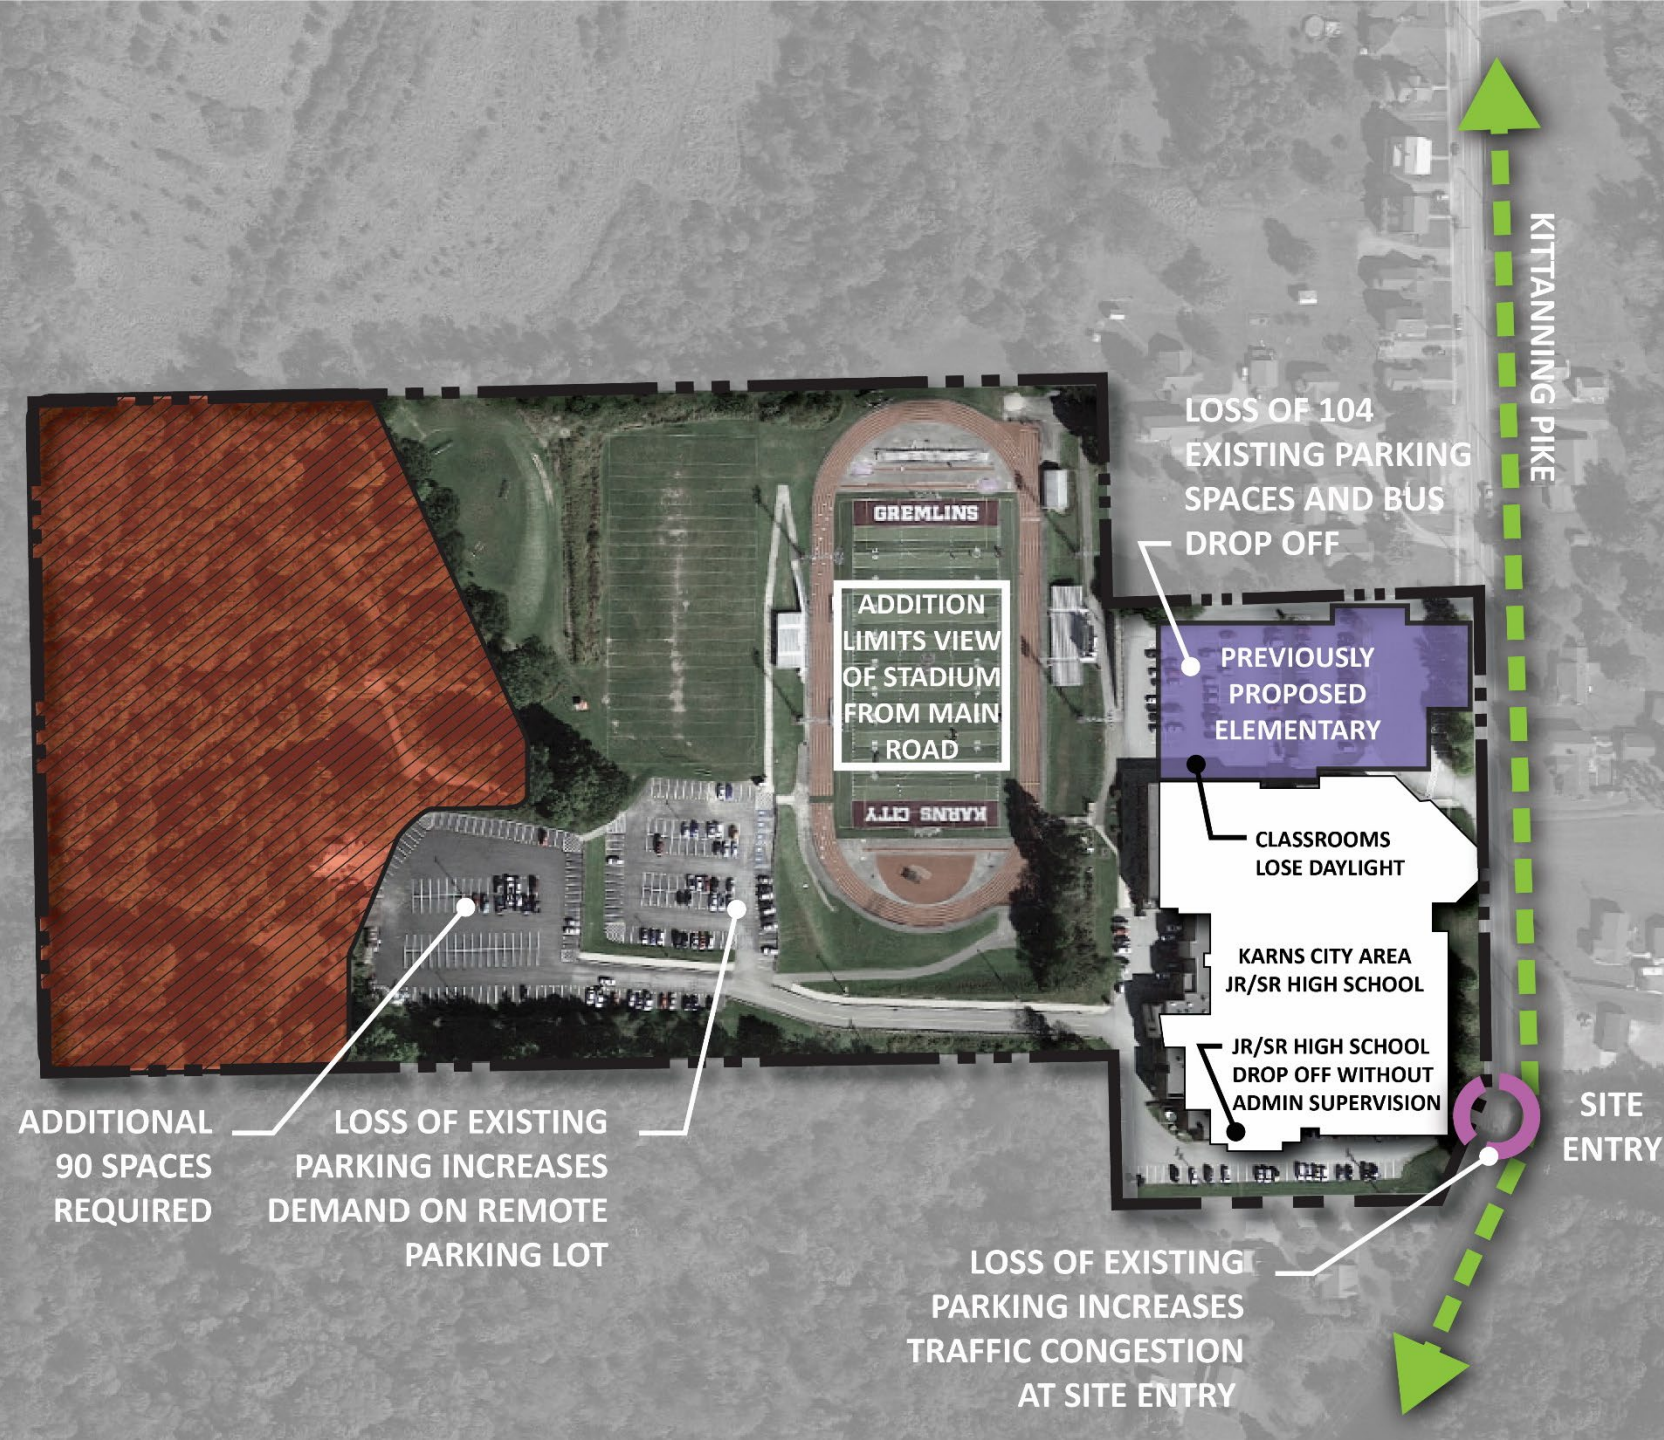 KITTANNING PIKE
LOSS OF 104
EXISTING PARKING
SPACES AND BUS
DROP OFF
GREMLINS
ADDITION
LIMITS VIEW
OF STADIUM
FROM MAIN
ROAD
KARNS CITY
PREVIOUSLY
PROPOSED
ELEMENTARY
CLASSROOMS
LOSE DAYLIGHT
KARNS CITY AREA
JR/SR HIGH SCHOOL
JR/SR HIGH SCHOOL
DROP OFF WITHOUT
ADMIN SUPERVISION
SITE
ENTRY
ADDITIONAL
90 SPACES
REQUIRED
LOSS OF EXISTING
PARKING INCREASES
DEMAND ON REMOTE
PARKING LOT
LOSS OF EXISTING
PARKING INCREASES
TRAFFIC CONGESTION
AT SITE ENTRY